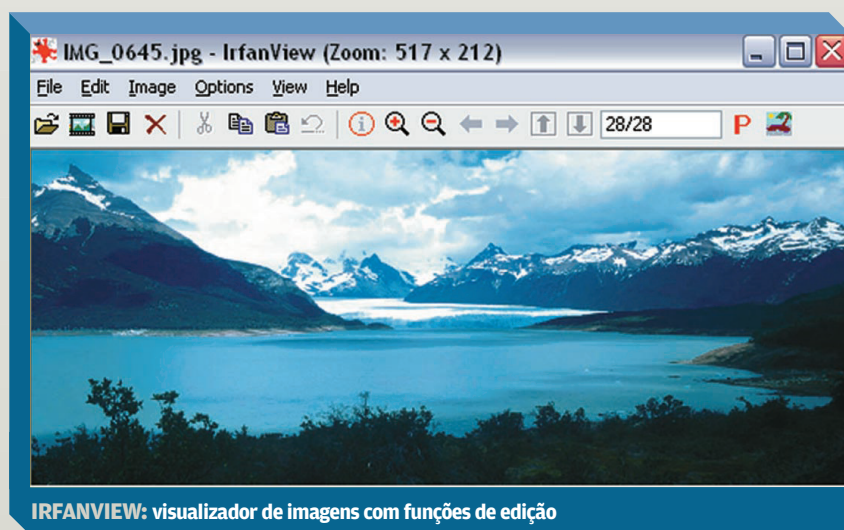 IMG_0645.jpg - IrfanView (Zoom: 517 x 212)
File Edit Image Options View Help
28/28
P
IRFANVIEW: visualizador de imagens com funções de edição